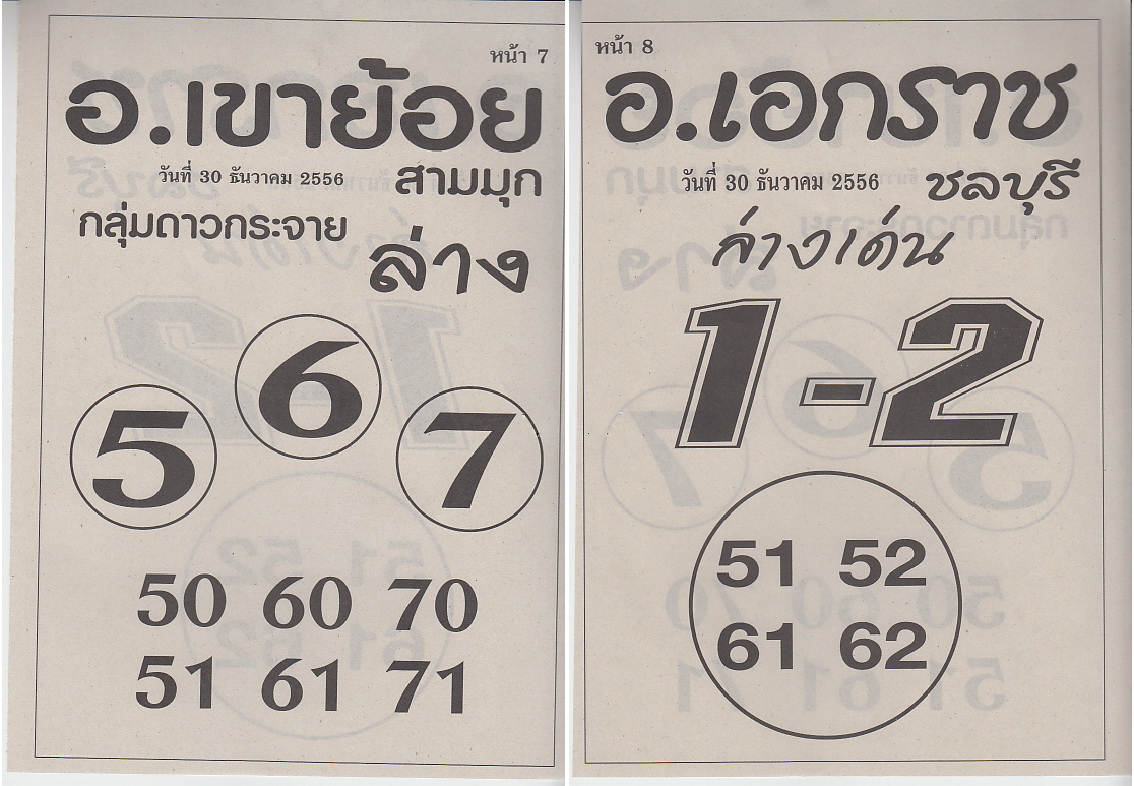 หน้า 7
อ.เขาย้อย
วันที่ 30 ธันวาคม 2556 สามมุก
กลุ่มดาวกระจาย
ล่าง
5 6 7
50 60 70
51 61 71
หน้า 8
อ.เอกราช
วันที่ 30 ธันวาคม 2556 ชลบุรี
ล่างเด่น
1-2
51 52
61 62